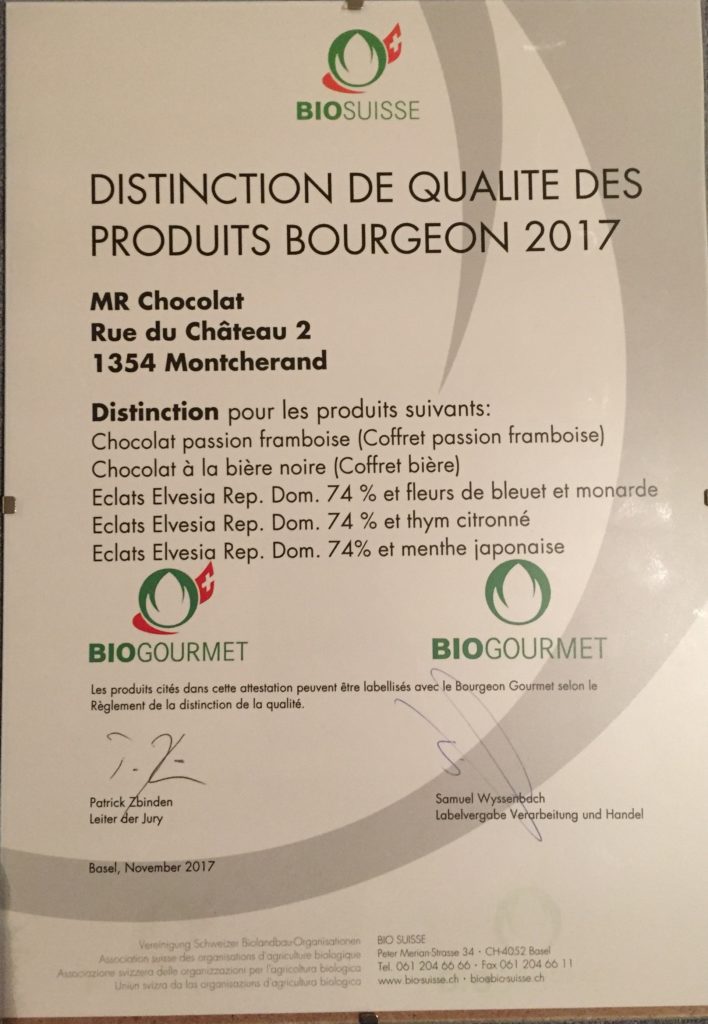 BIOSUISSE
DISTINCTION DE QUALITE DES
PRODUITS BOURGEON 2017
MR Chocolat
Rue du Château 2
1354 Montcherand
Distinction pour les produits suivants:
Chocolat passion framboise (Coffret passion framboise)
Chocolat à la bière noire (Coffret bière)
Eclats Elvesia Rep. Dom. 74 % et fleurs de bleuet et monarde
Eclats Elvesia Rep. Dom. 74 % et thym citronné
Eclats Elvesia Rep. Dom. 74% et menthe japonaise
BIOGOURMET
BIOGOURMET
Les produits cités dans cette attestation peuvent être labellisés avec le Bourgeon Gourmet selon le
Règlement de la distinction de la qualité.
Patrick Zbinden
Leiter der Jury
Samuel Wyssenbach
Labelvergabe Verarbeitung und Handel
Basel, November 2017
Vereinigung Schweizer Biolandbau-Organisationen
Association suisse des organisations d'agriculture biologique
Associazione svizzera delle organizzazioni per l'agricoltura biologica
Uniun svizra da las organisaziuns d'agricultura biologica
BIO SUISSE
Peter Merian-Strasse 34 · CH-4052 Basel
Tel. 061 204 66 66 · Fax 061 204 66 11
www.bio-suisse.ch · bio@bio-suisse.ch